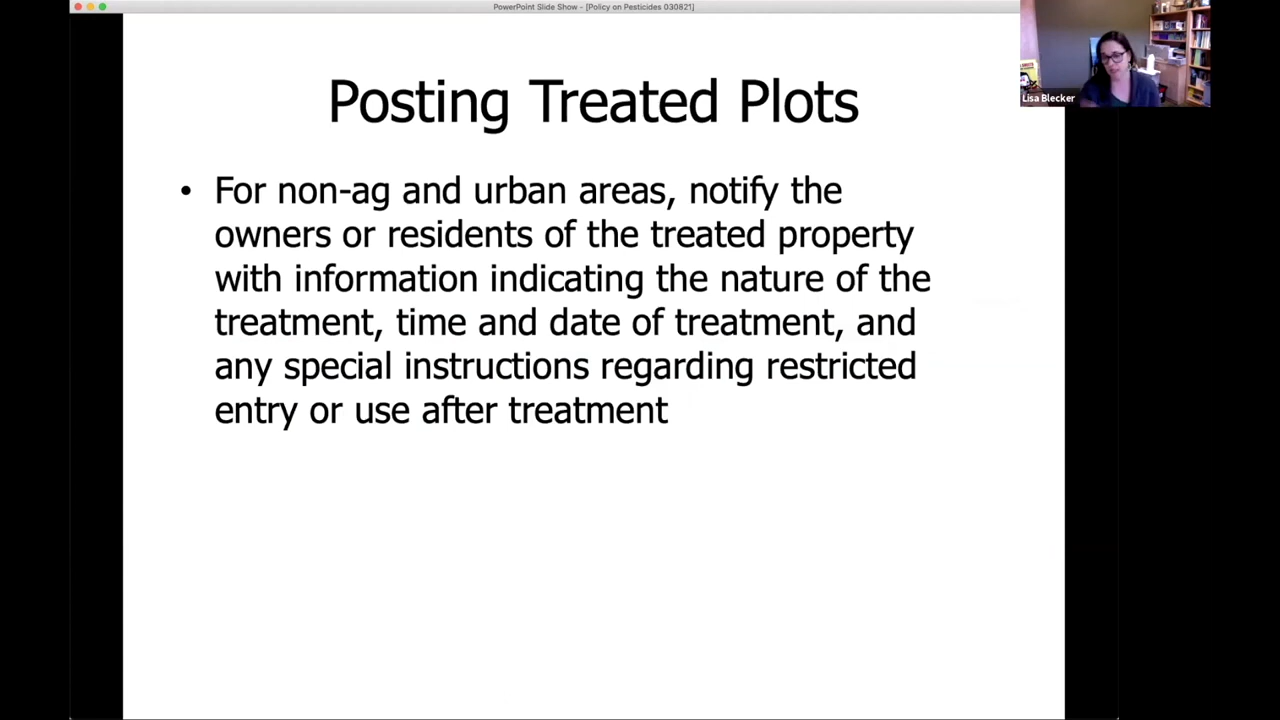 PowerPoint Slide Show - [Policy on Pesticides 030821]
Lisa Blecker
Posting Treated Plots
• For non-ag and urban areas, notify the
owners or residents of the treated property
with information indicating the nature of the
treatment, time and date of treatment, and
any special instructions regarding restricted
entry or use after treatment